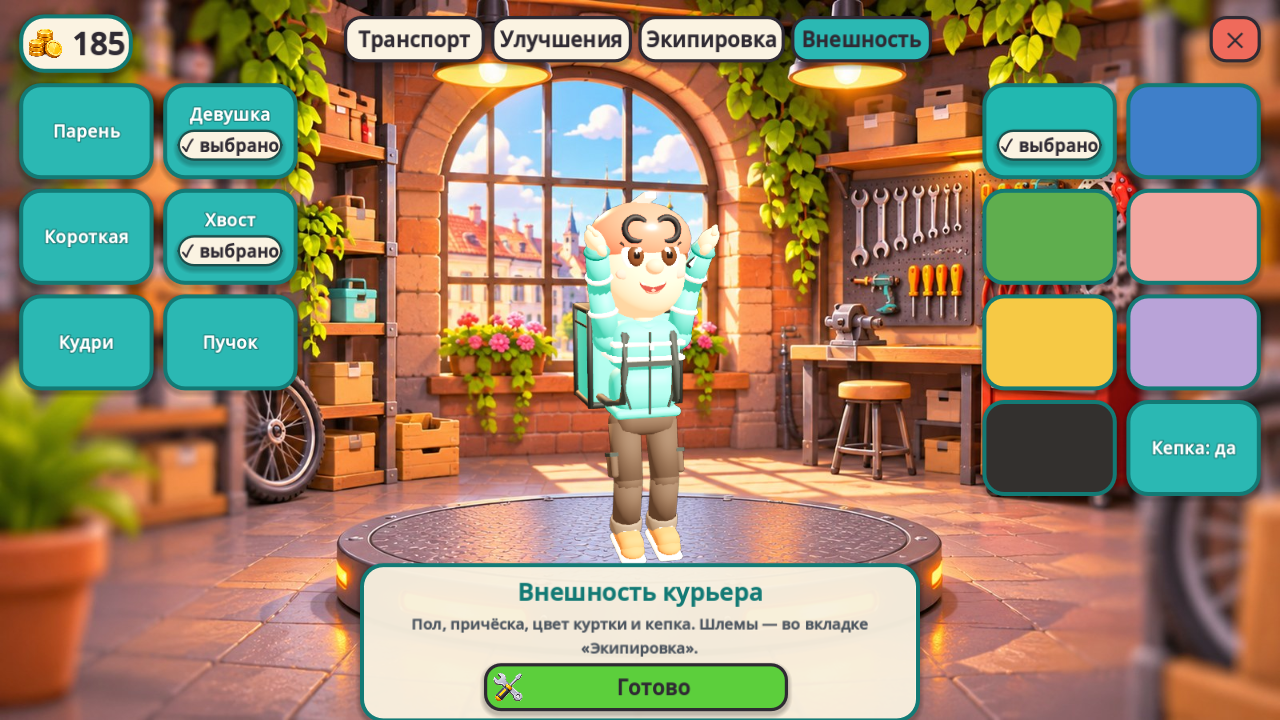 185
Транспорт
Улучшения
Экипировка
Внешность
Парень
Девушка
✓ выбрано
Короткая
Хвост
✓ выбрано
Кудри
Пучок
✓ выбрано
Кепка: да
Внешность курьера
Пол, причёска, цвет куртки и кепка. Шлемы — во вкладке
«Экипировка».
Готово